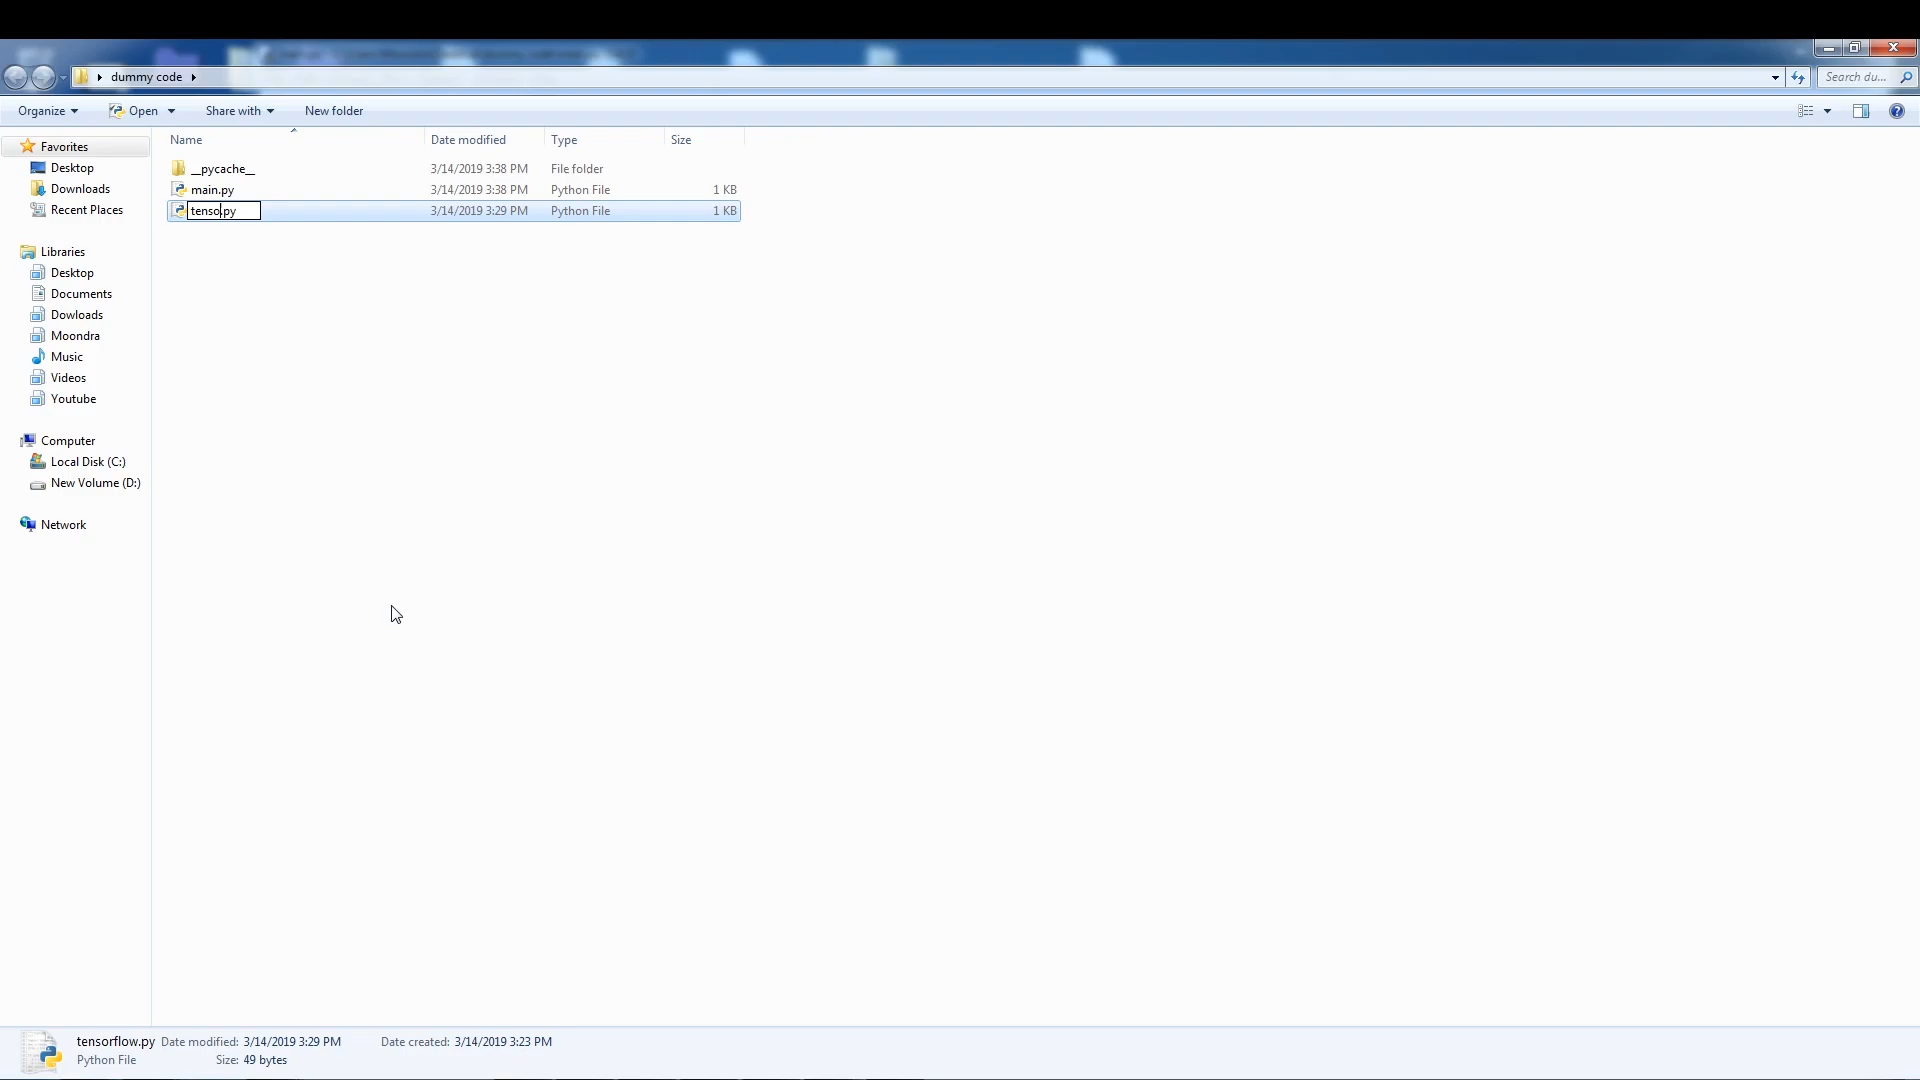 dummy code
Search du...
Organize Open Share with New folder
Name Date modified Type Size
Favorites
Desktop
Downloads
Recent Places
Libraries
Desktop
Documents
Dowloads
Moondra
Music
Videos
Youtube
Computer
Local Disk (C:)
New Volume (D:)
Network
__pycache__ 3/14/2019 3:38 PM File folder
main.py 3/14/2019 3:38 PM Python File 1 KB
tenso.py 3/14/2019 3:29 PM Python File 1 KB
tensorflow.py Date modified: 3/14/2019 3:29 PM Date created: 3/14/2019 3:23 PM
Python File Size: 49 bytes